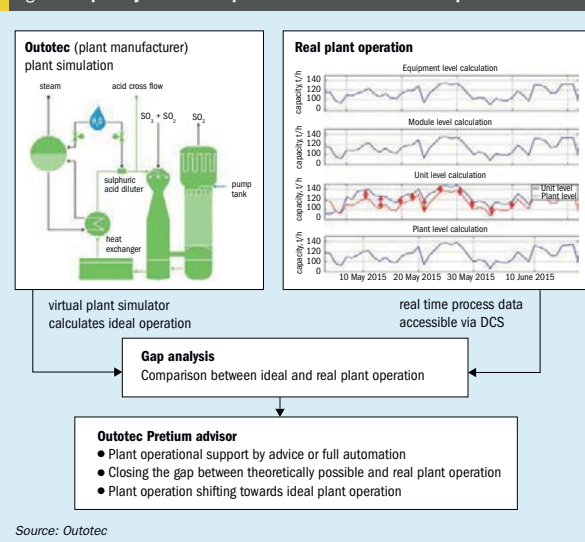 Outotec (plant manufacturer)
plant simulation
steam
acid cross flow
H₂O
SO₃ + SO₂
SO₂
sulphuric
acid diluter
pump
tank
heat
exchanger
Real plant operation
Equipment level calculation
capacity, t/h
140
120
100
0
Module level calculation
capacity, t/h
140
120
100
0
Unit level calculation
capacity, t/h
140
120
100
0
Unit level
Plant level
Plant level calculation
capacity, t/h
140
120
100
0
10 May 2015 20 May 2015 30 May 2015 10 June 2015
virtual plant simulator
calculates ideal operation
real time process data
accessible via DCS
Gap analysis
Comparison between ideal and real plant operation
Outotec Pretium advisor
● Plant operational support by advice or full automation
● Closing the gap between theoretically possible and real plant operation
● Plant operation shifting towards ideal plant operation
Source: Outotec